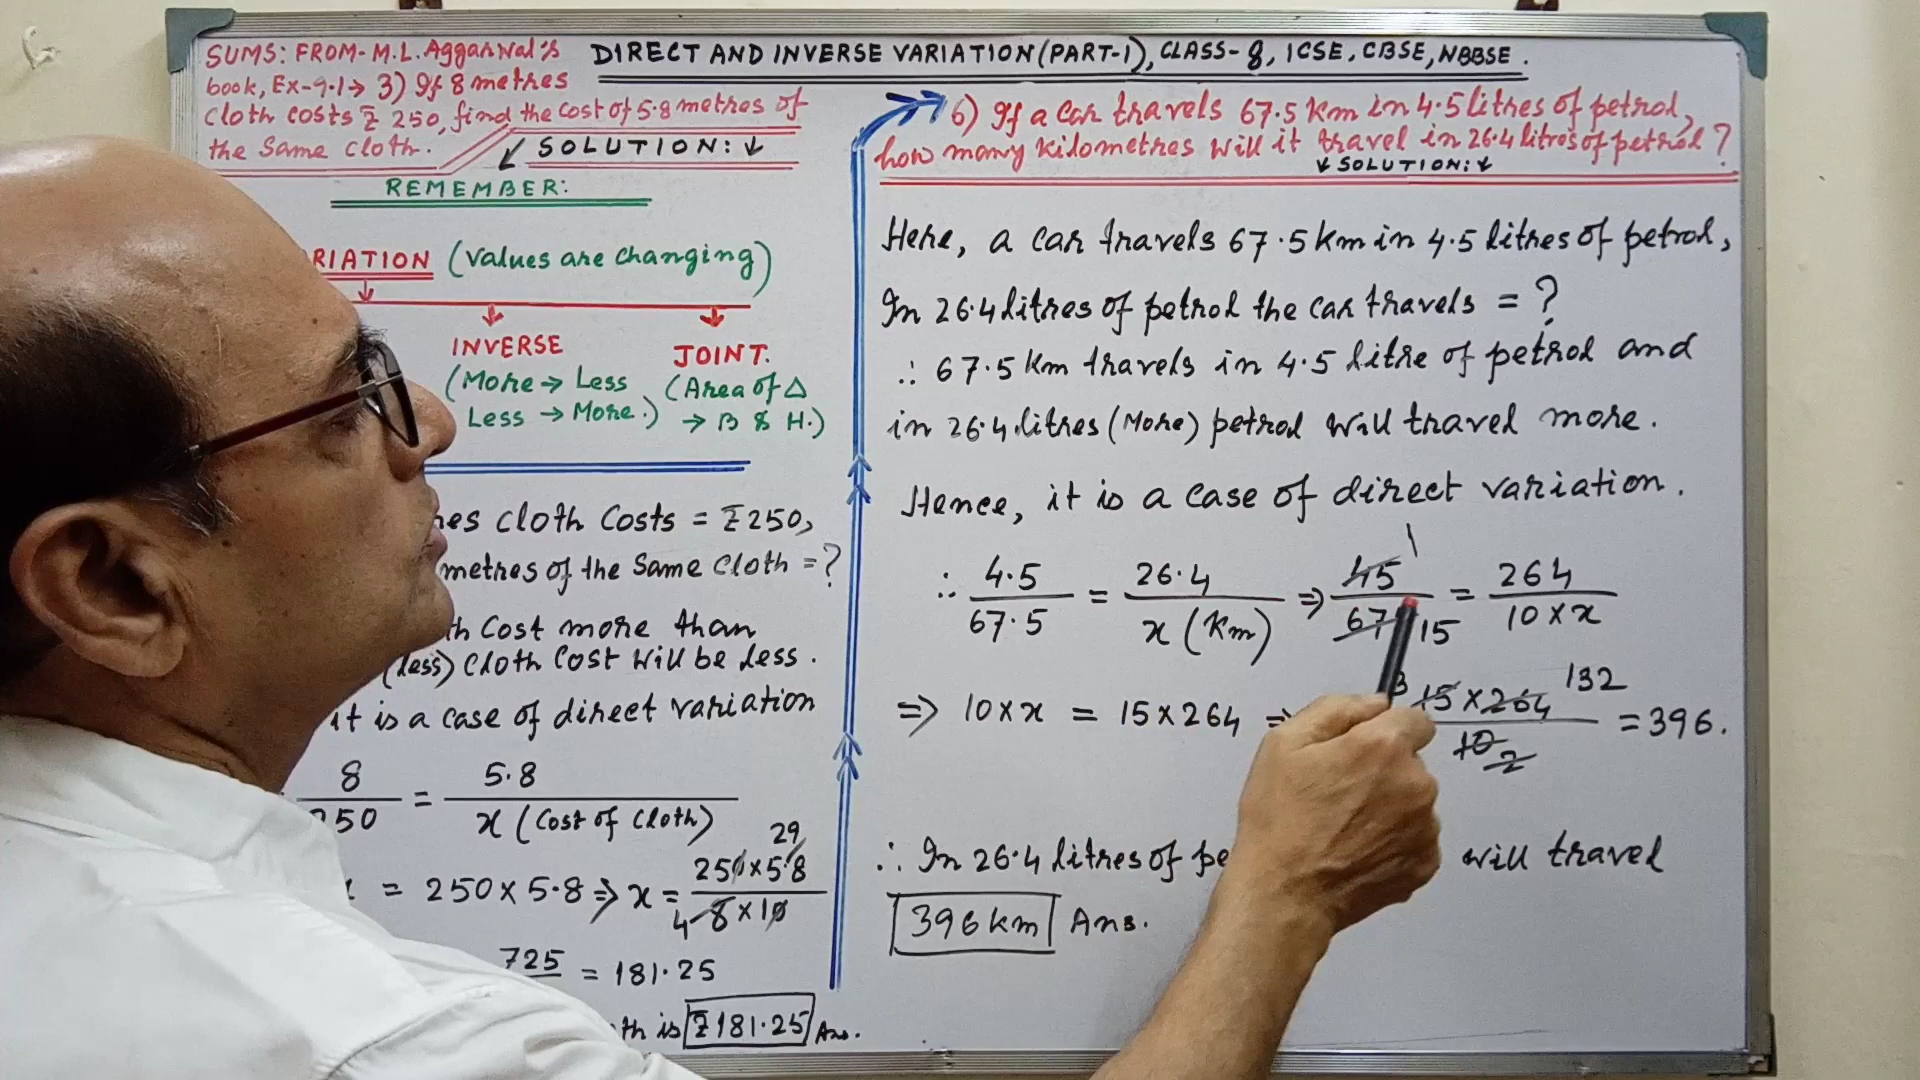 SUMS: FROM- M.L. Aggarwal's
book, Ex-9.1→ 3) If 8 metres
cloth costs ₹ 250, find the cost of 5.8 metres of
the same cloth.
↙ SOLUTION: ↓
DIRECT AND INVERSE VARIATION (PART-1), CLASS- 8, ICSE, CBSE, NBBSE.
REMEMBER:
RIATION (values are changing)
INVERSE
(More → Less
Less → More.)
JOINT.
(Area of △
→ B & H.)
es cloth costs = ₹250,
metres of the same cloth = ?
cost more than
(less) cloth cost will be less.
it is a case of direct variation
8/250 = 5.8/x (cost of cloth)
= 250 × 5.8 ⇒ x = 250 × 5.8 29 / 4 8 × 10
725 = 181.25
th is ₹181.25 Ans.
6) If a car travels 67.5 km in 4.5 litres of petrol,
how many kilometres will it travel in 26.4 litres of petrol?
↓ SOLUTION: ↓
Here, a car travels 67.5 km in 4.5 litres of petrol,
In 26.4 litres of petrol the car travels = ?
∴ 67.5 km travels in 4.5 litre of petrol and
in 26.4 litres (More) petrol will travel more.
Hence, it is a case of direct variation.
∴ 4.5/67.5 = 26.4/x (km) ⇒ 45 1 / 67 15 = 264/10 × x
⇒ 10 × x = 15 × 264 ⇒ 3 15 × 264 132 / 10 2 = 396.
∴ In 26.4 litres of pe will travel
396 km Ans.